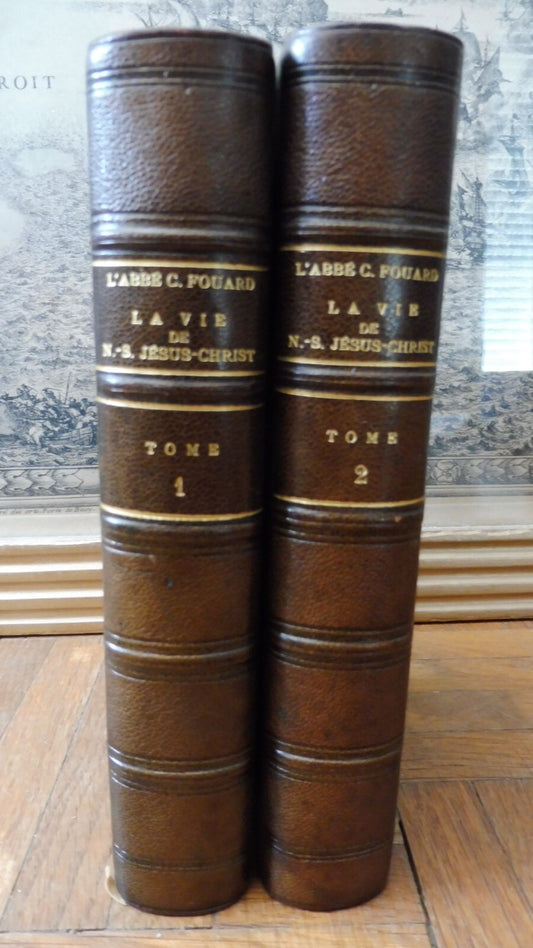 ROIT
L'ABBÉ C. FOUARD
LA VIE
DE
N.-S. JÉSUS-CHRIST
TOME
1
L'ABBÉ C. FOUARD
LA VIE
DE
N.-S. JÉSUS-CHRIST
TOME
2